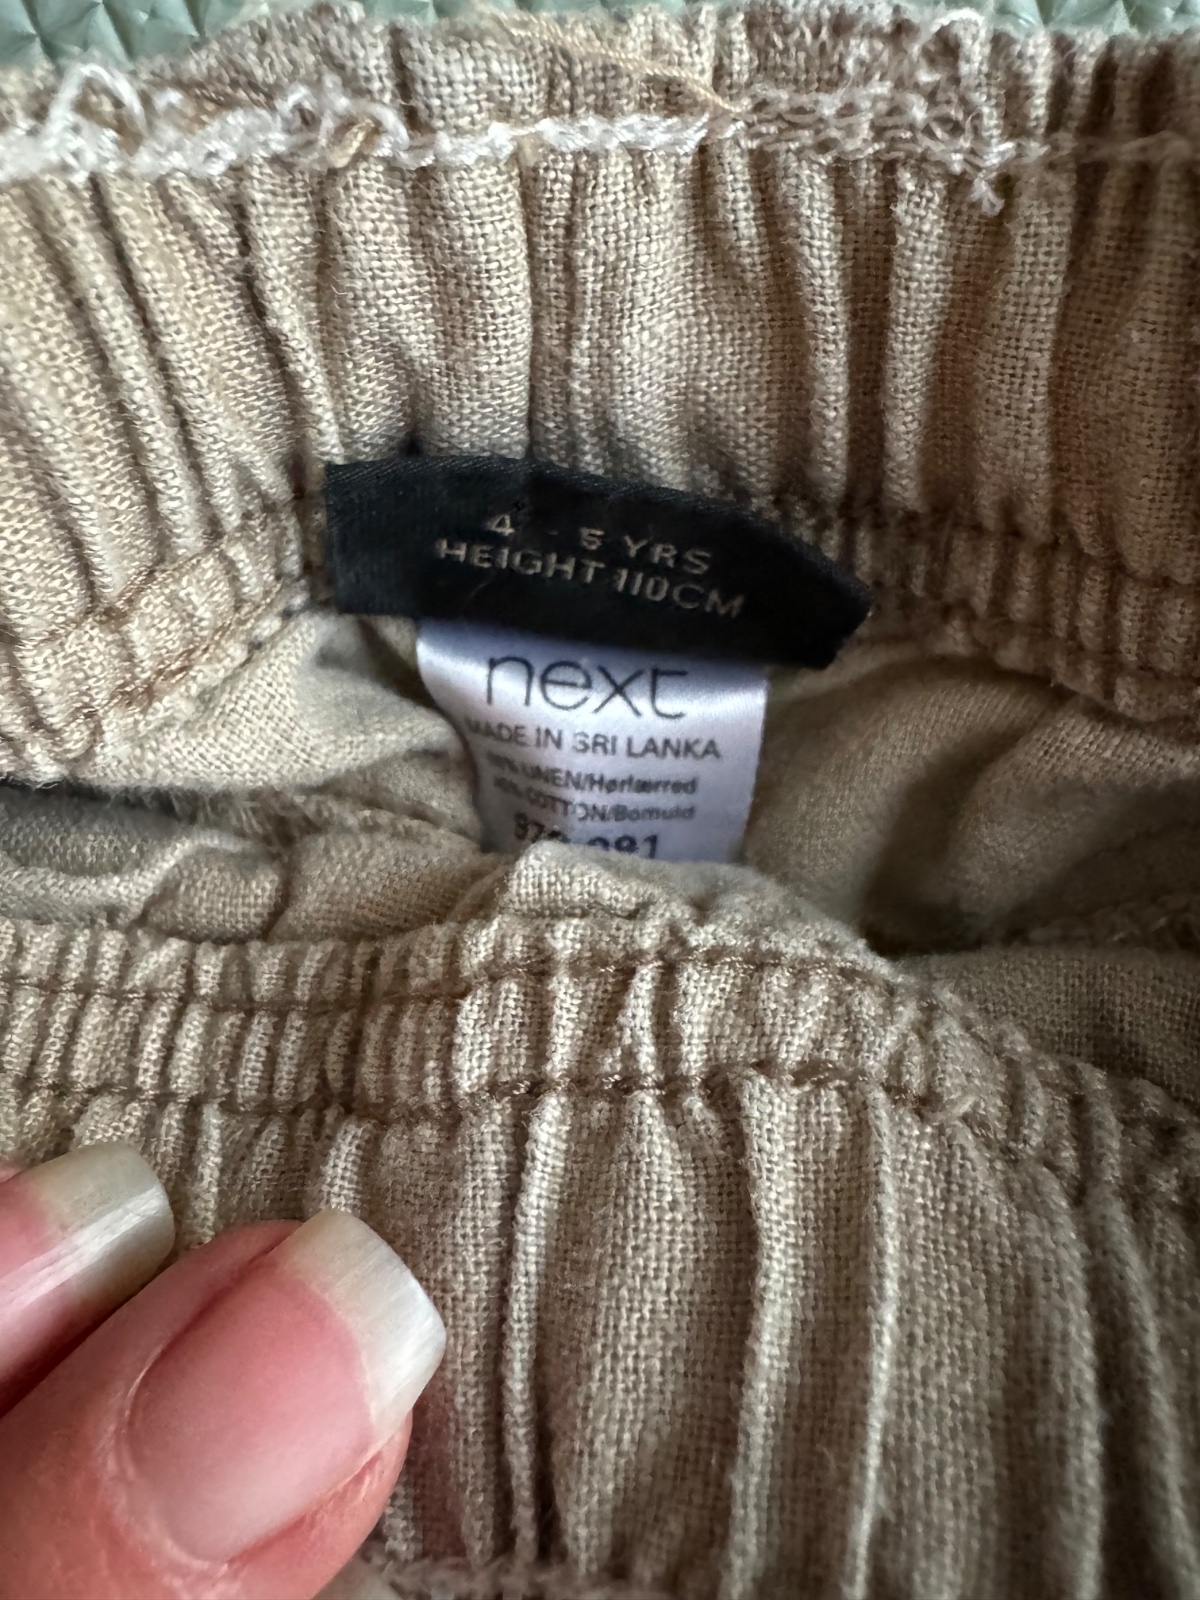 4 - 5 YRS
HEIGHT 110CM
next
MADE IN SRI LANKA
LINEN/Hørlærred
COTTON/Bomuld